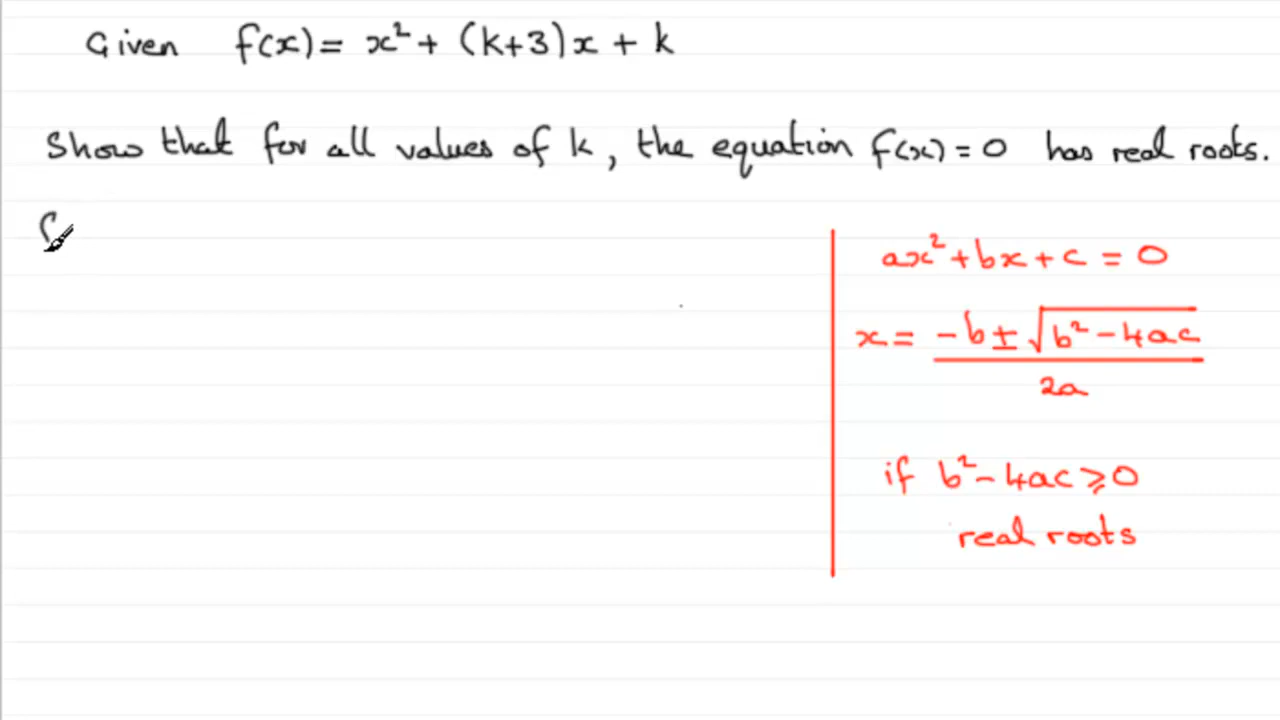 Given f(x) = x² + (k+3)x + k
Show that for all values of k, the equation f(x) = 0 has real roots.
ax² + bx + c = 0
x = -b ± √(b² - 4ac) / 2a
if b² - 4ac ⩾ 0
real roots